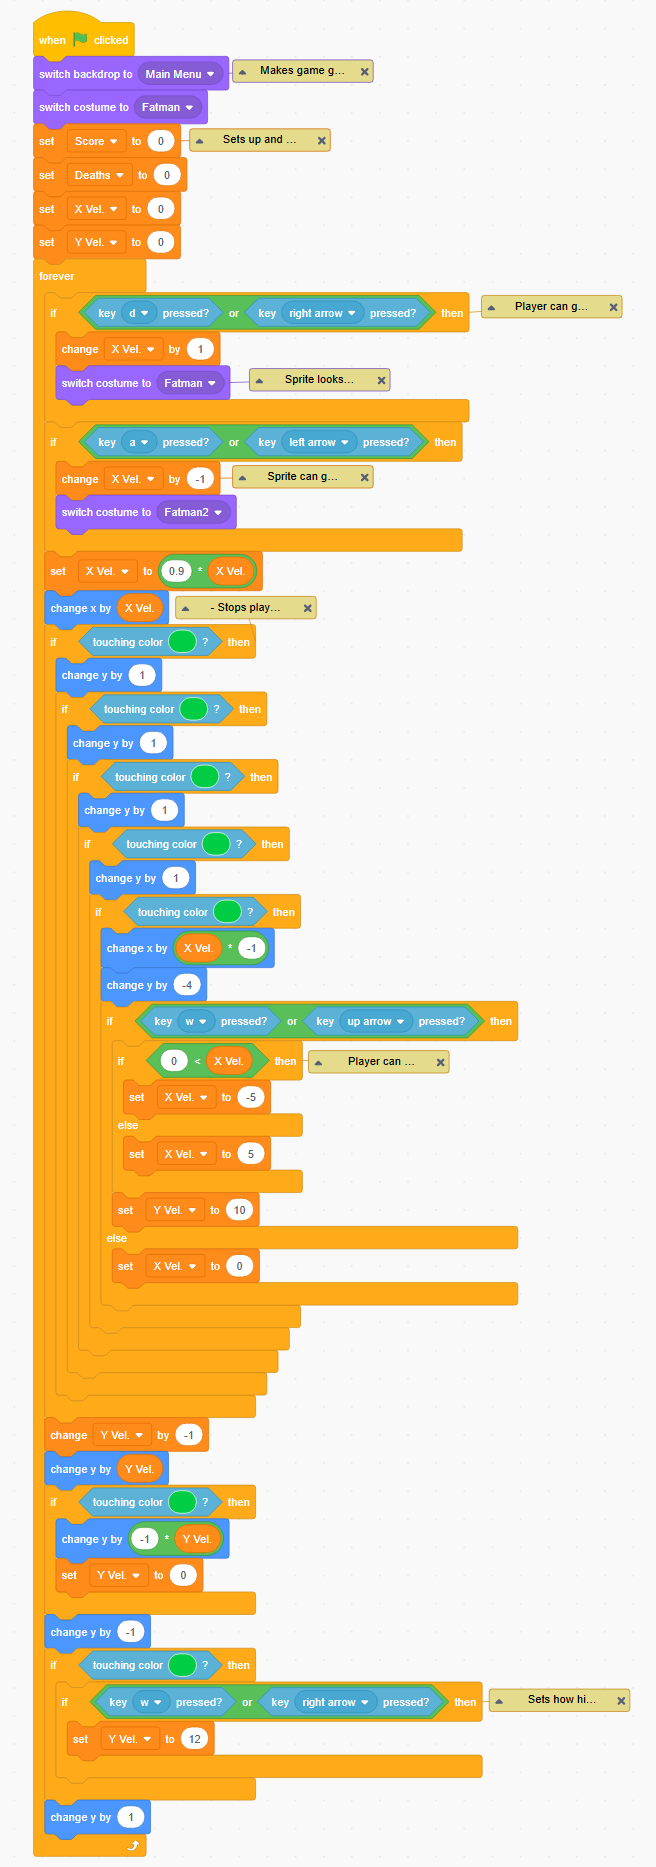 when clicked
switch backdrop to Main Menu Makes game g...
switch costume to Fatman
set Score to 0 Sets up and ...
set Deaths to 0
set X Vel. to 0
set Y Vel. to 0
forever
if key d pressed? or key right arrow pressed? then Player can g...
change X Vel. by 1
switch costume to Fatman Sprite looks...
if key a pressed? or key left arrow pressed? then
change X Vel. by -1 Sprite can g...
switch costume to Fatman2
set X Vel. to 0.9 * X Vel.
change x by X Vel. - Stops play...
if touching color ? then
change y by 1
if touching color ? then
change y by 1
if touching color ? then
change y by 1
if touching color ? then
change y by 1
if touching color ? then
change x by X Vel. * -1
change y by -4
if key w pressed? or key up arrow pressed? then
if 0 < X Vel. then Player can ...
set X Vel. to -5
else
set X Vel. to 5
set Y Vel. to 10
else
set X Vel. to 0
change Y Vel. by -1
change y by Y Vel.
if touching color ? then
change y by -1 * Y Vel.
set Y Vel. to 0
change y by -1
if touching color ? then
if key w pressed? or key right arrow pressed? then Sets how hi...
set Y Vel. to 12
change y by 1